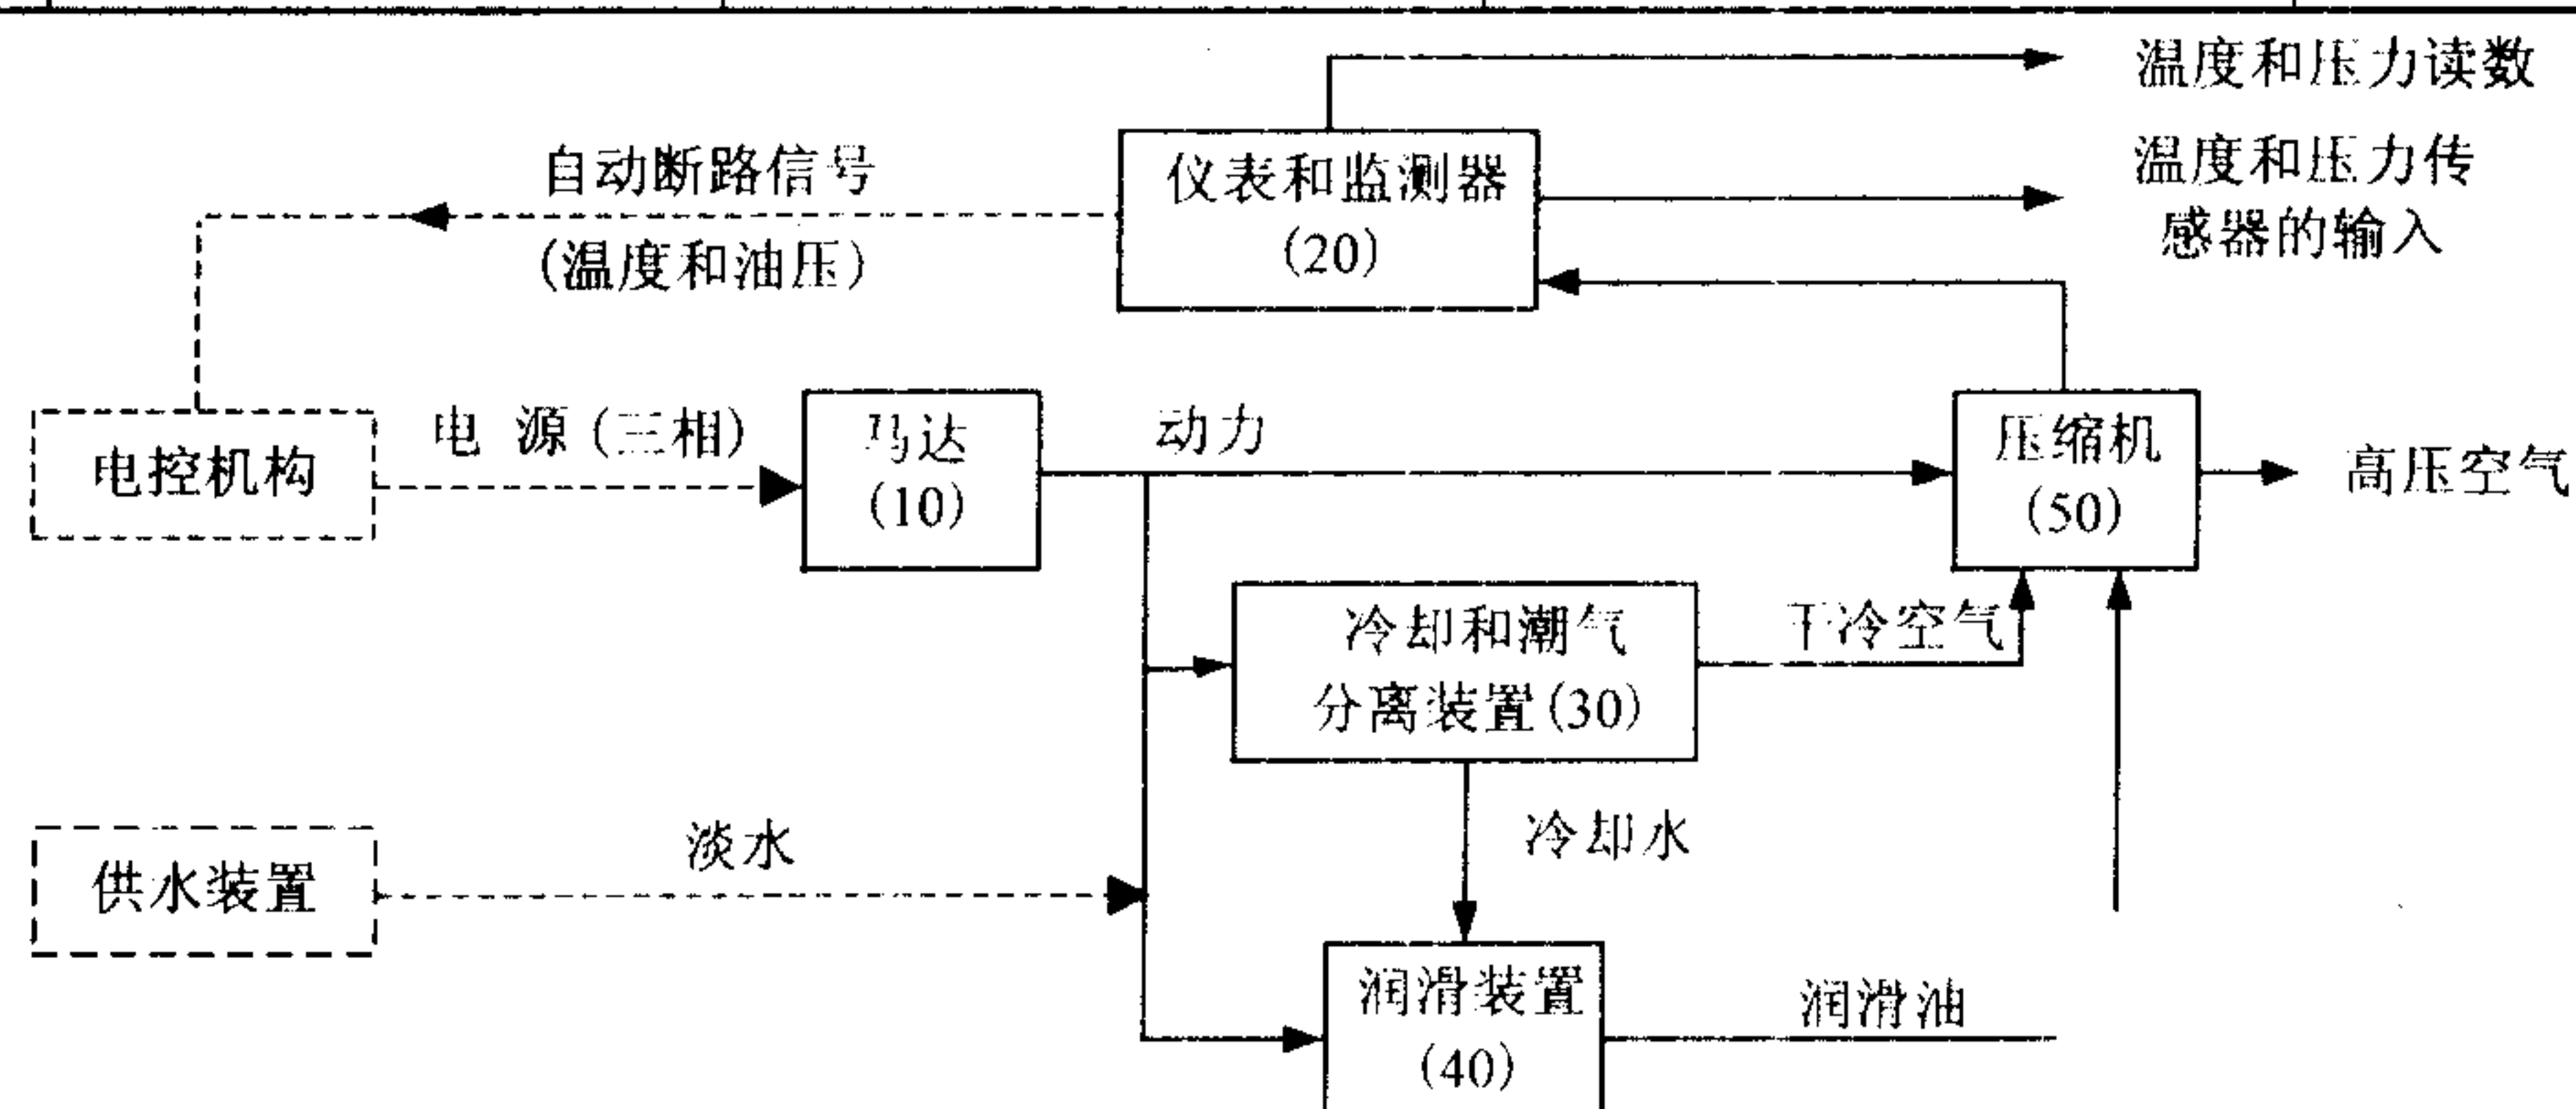 温度和压力读数
自动断路信号
(温度和油压)
仪表和监测器
(20)
温度和压力传
感器的输入
电控机构
电 源(三相)
马达
(10)
动力
压缩机
(50)
高压空气
冷却和潮气
分离装置(30)
干冷空气
供水装置
淡水
冷却水
润滑装置
(40)
润滑油